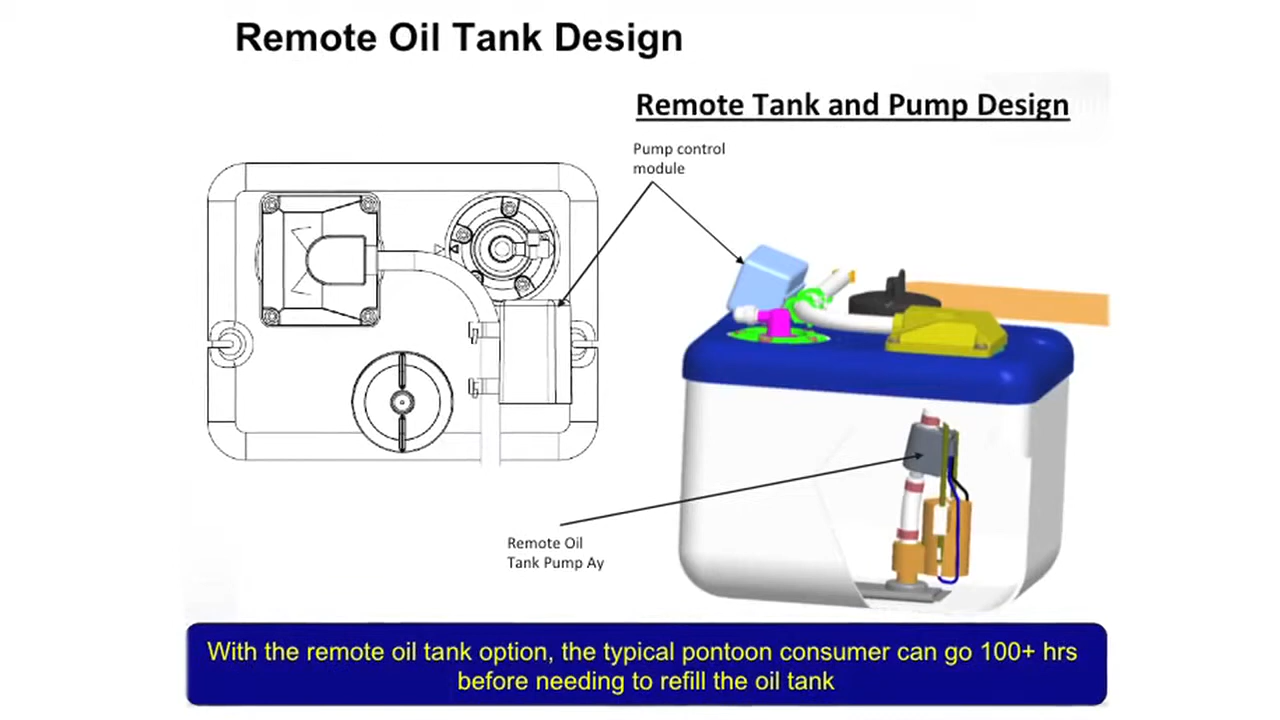 Remote Oil Tank Design
Remote Tank and Pump Design
Pump control
module
Remote Oil
Tank Pump Ay
With the remote oil tank option, the typical pontoon consumer can go 100+ hrs
before needing to refill the oil tank